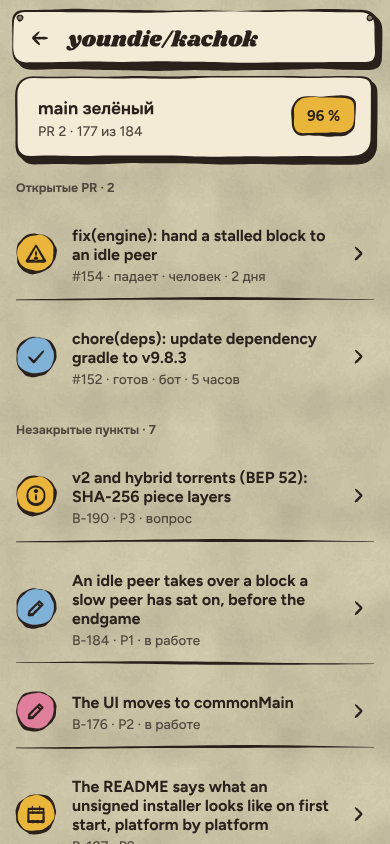 youndie/kachok
main зелёный
PR 2 · 177 из 184
96 %
Открытые PR · 2
fix(engine): hand a stalled block to
an idle peer
#154 · падает · человек · 2 дня
chore(deps): update dependency
gradle to v9.8.3
#152 · готов · бот · 5 часов
Незакрытые пункты · 7
v2 and hybrid torrents (BEP 52):
SHA-256 piece layers
B-190 · P3 · вопрос
An idle peer takes over a block a
slow peer has sat on, before the
endgame
B-184 · P1 · в работе
The UI moves to commonMain
B-176 · P2 · в работе
The README says what an
unsigned installer looks like on first
start, platform by platform